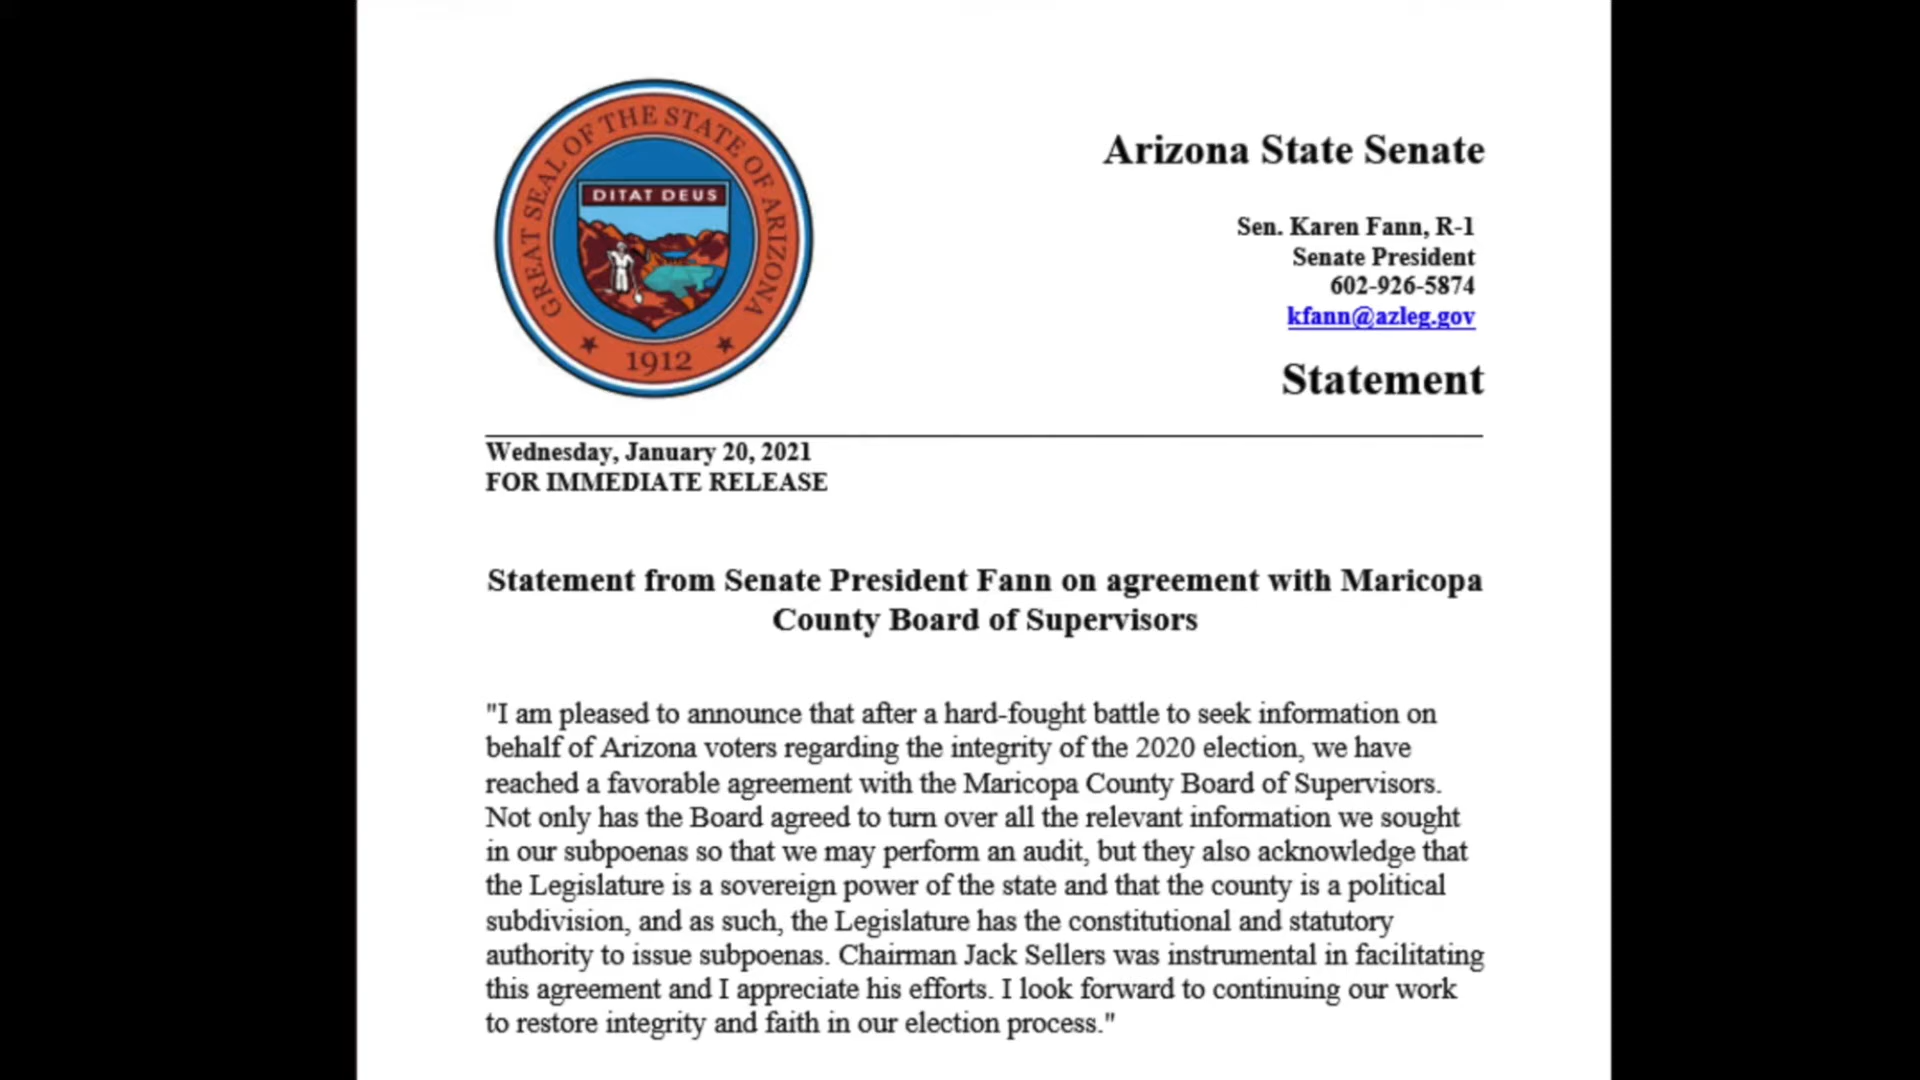 GREAT SEAL OF THE STATE OF ARIZONA
DITAT DEUS
1912
Arizona State Senate
Sen. Karen Fann, R-1
Senate President
602-926-5874
kfann@azleg.gov
Statement
Wednesday, January 20, 2021
FOR IMMEDIATE RELEASE
Statement from Senate President Fann on agreement with Maricopa
County Board of Supervisors
"I am pleased to announce that after a hard-fought battle to seek information on
behalf of Arizona voters regarding the integrity of the 2020 election, we have
reached a favorable agreement with the Maricopa County Board of Supervisors.
Not only has the Board agreed to turn over all the relevant information we sought
in our subpoenas so that we may perform an audit, but they also acknowledge that
the Legislature is a sovereign power of the state and that the county is a political
subdivision, and as such, the Legislature has the constitutional and statutory
authority to issue subpoenas. Chairman Jack Sellers was instrumental in facilitating
this agreement and I appreciate his efforts. I look forward to continuing our work
to restore integrity and faith in our election process."